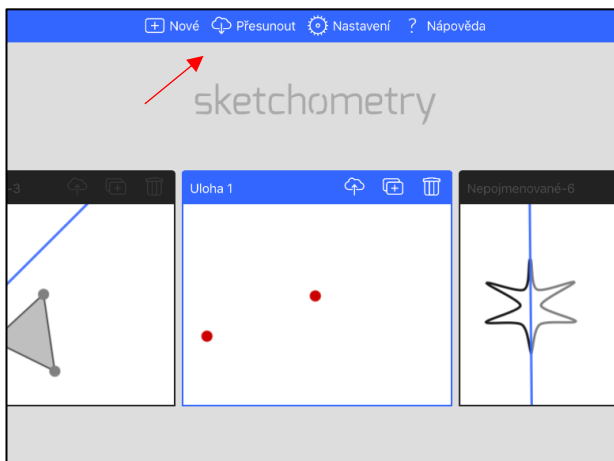 Nové Přesunout Nastavení ? Nápověda
sketchometry
-3
Uloha 1
Nepojmenované-6